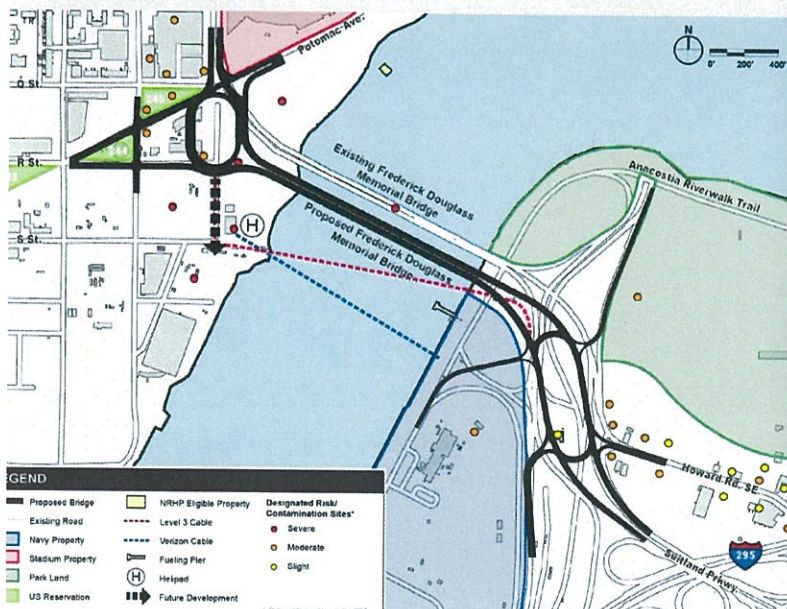 Potomac Ave.
N
0' 200' 400'
Q St.
245
Existing Frederick Douglass
Memorial Bridge
Anacostia Riverwalk Trail
244
R St.
Proposed Frederick Douglass
Memorial Bridge
H
S St.
Howard Rd. SE
295
Suitland Prkwy.
EGEND
Proposed Bridge
Existing Road
Navy Property
Stadium Property
Park Land
US Reservation
NRHP Eligible Property
Level 3 Cable
Verizon Cable
Fueling Pier
H Helipad
Future Development
Designated Risk/
Contamination Sites*
Severe
Moderate
Slight